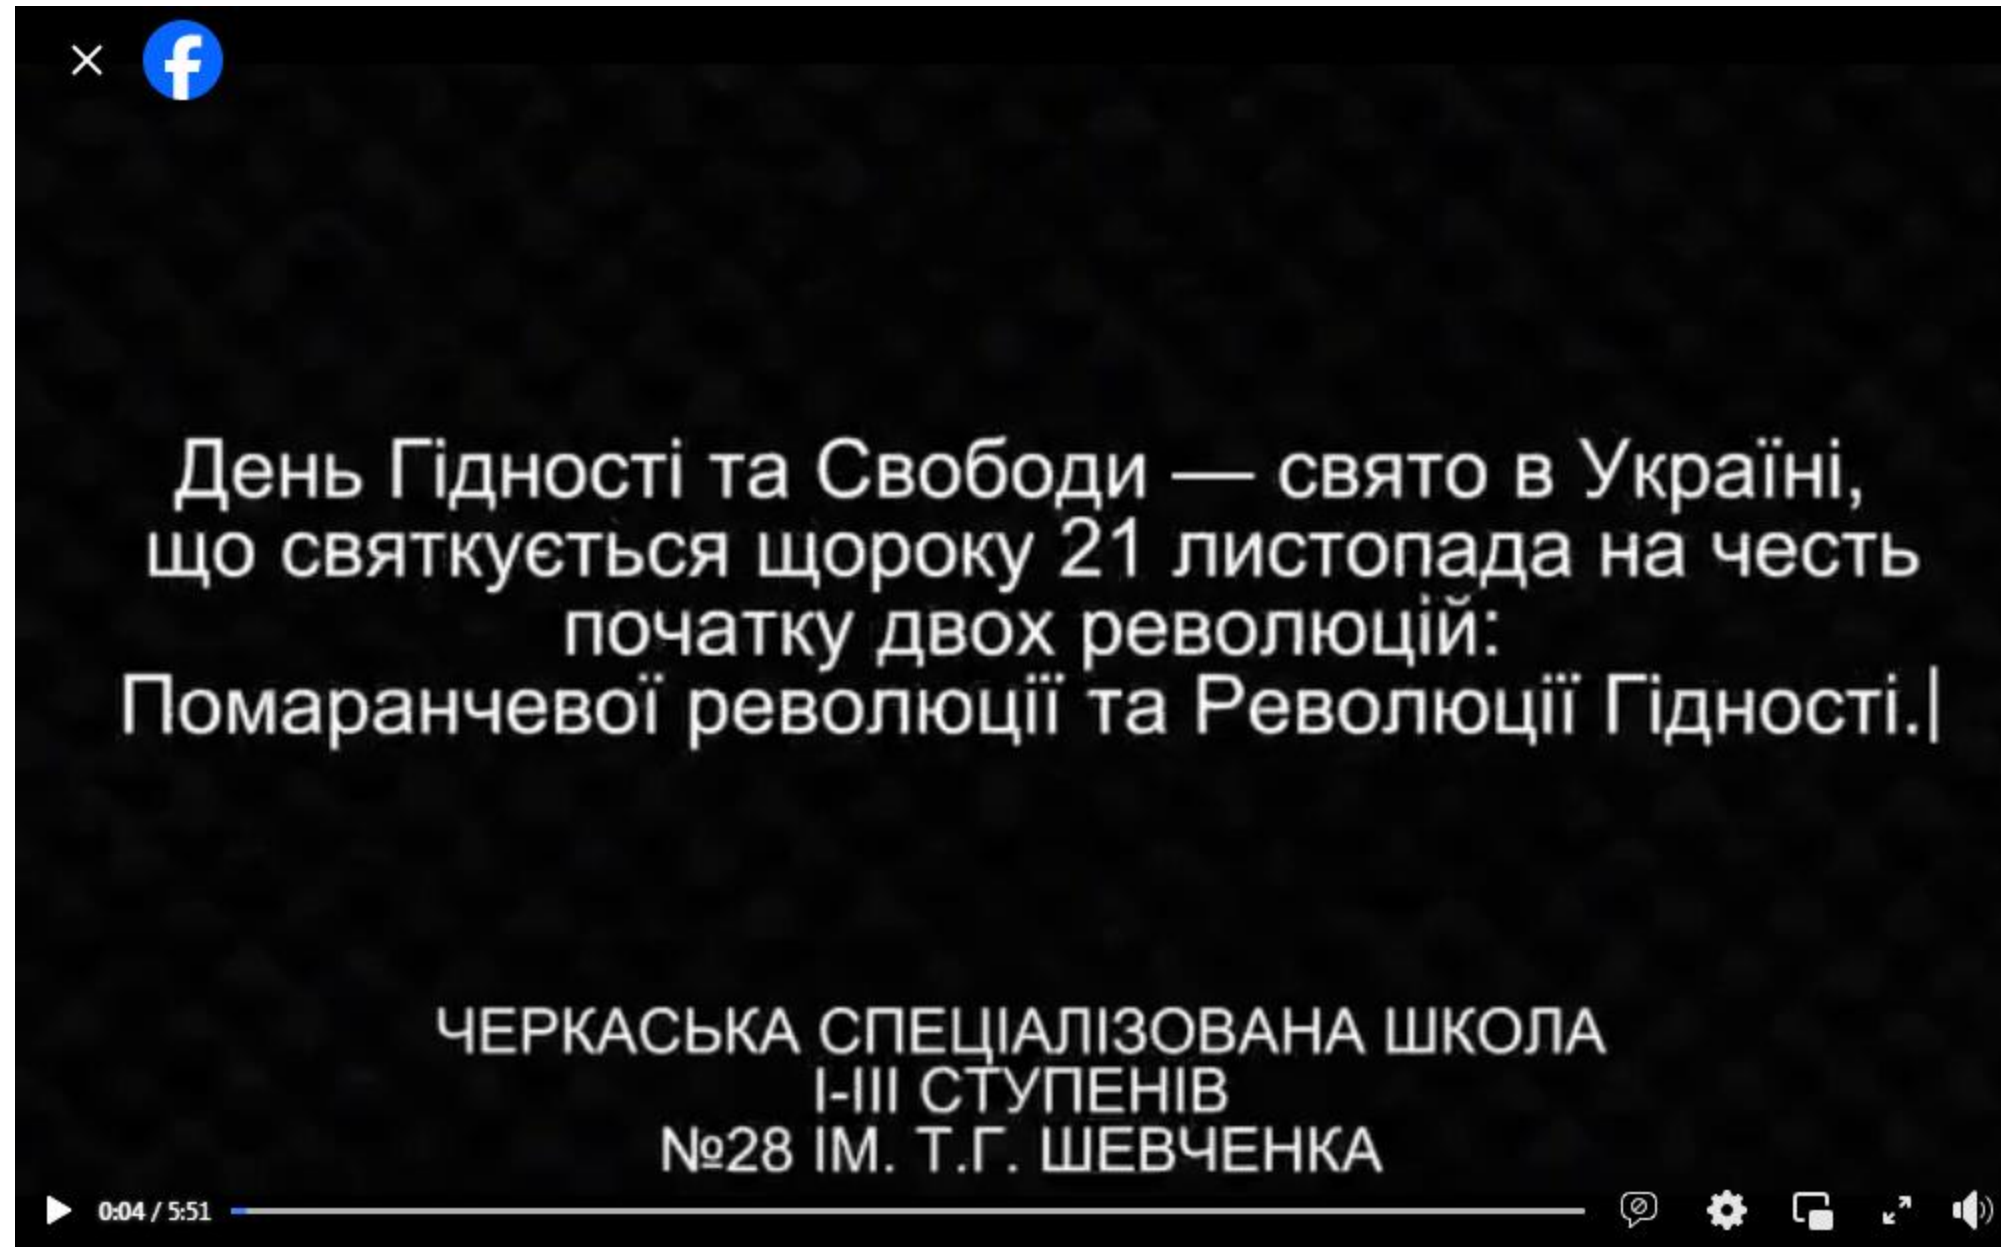 День Гідності та Свободи — свято в Україні,
що святкується щороку 21 листопада на честь
початку двох революцій:
Помаранчевої революції та Революції Гідності.|
ЧЕРКАСЬКА СПЕЦІАЛІЗОВАНА ШКОЛА
І-ІІІ СТУПЕНІВ
№28 ІМ. Т.Г. ШЕВЧЕНКА
0:04 / 5:51